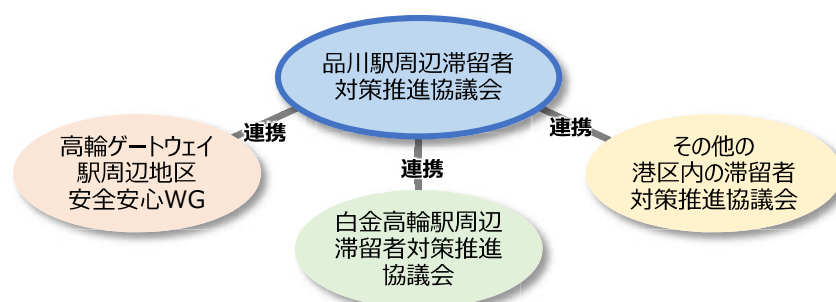 品川駅周辺滞留者
対策推進協議会
連携
連携
連携
高輪ゲートウェイ
駅周辺地区
安全安心WG
白金高輪駅周辺
滞留者対策推進
協議会
その他の
港区内の滞留者
対策推進協議会